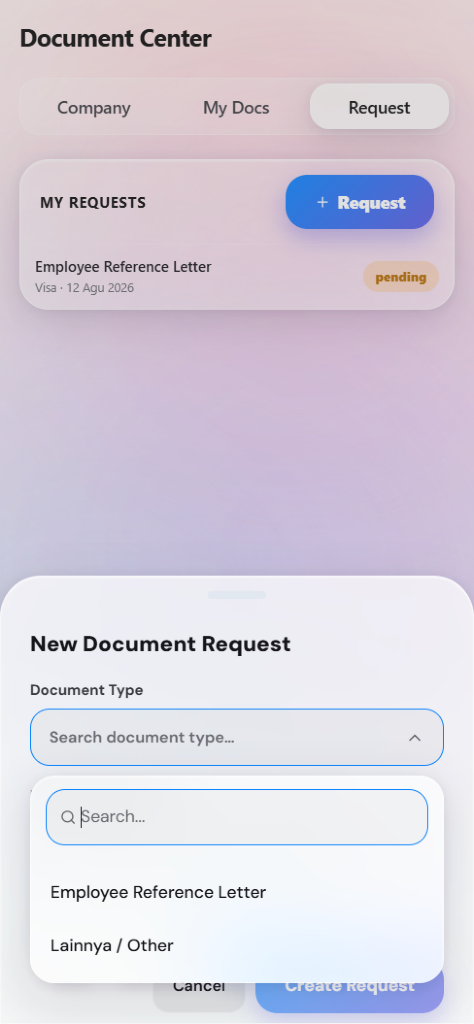 Document Center
Company My Docs Request
MY REQUESTS + Request
Employee Reference Letter
Visa · 12 Agu 2026
pending
New Document Request
Document Type
Search document type...
Search...
Employee Reference Letter
Lainnya / Other
Cancel Create Request